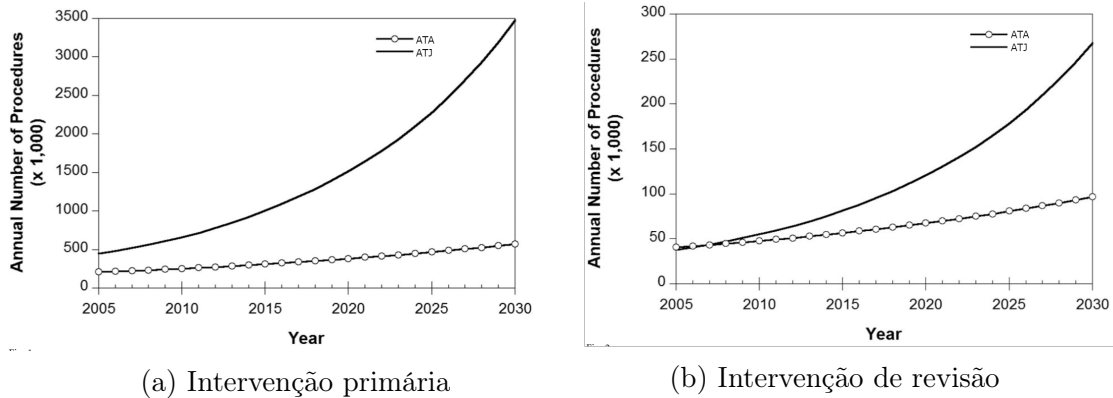 3500
3000
2500
2000
1500
1000
500
0
Annual Number of Procedures
(x 1,000)
ATA
ATJ
2005 2010 2015 2020 2025 2030
Year
(a) Intervenção primária
300
250
200
150
100
50
0
Annual Number of Procedures
(x 1,000)
ATA
ATJ
2005 2010 2015 2020 2025 2030
Year
(b) Intervenção de revisão